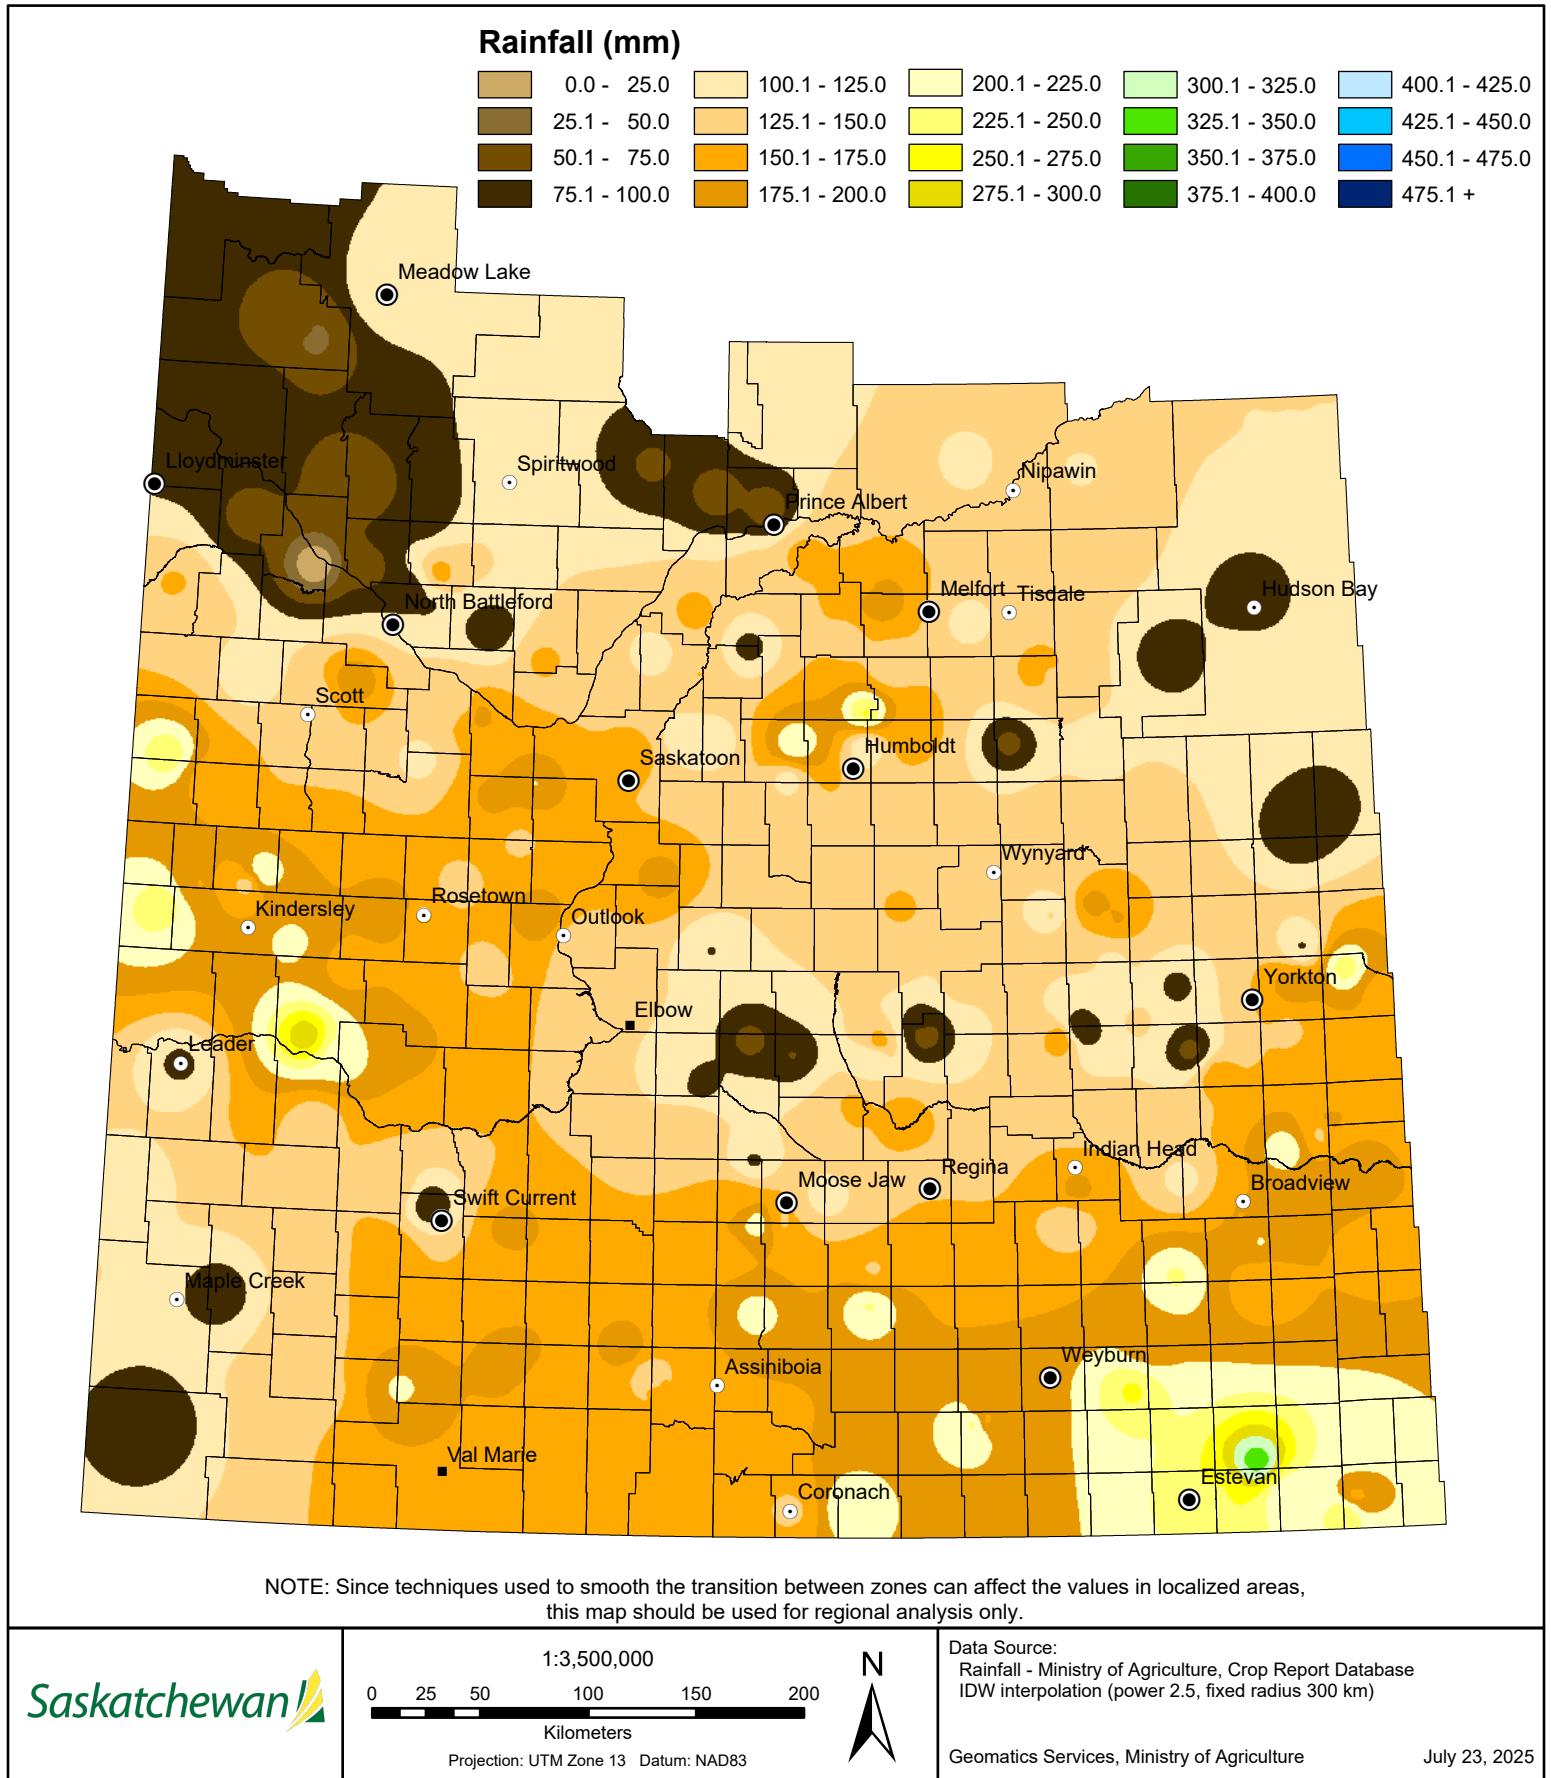 Rainfall (mm)
0.0 - 25.0
25.1 - 50.0
50.1 - 75.0
75.1 - 100.0
100.1 - 125.0
125.1 - 150.0
150.1 - 175.0
175.1 - 200.0
200.1 - 225.0
225.1 - 250.0
250.1 - 275.0
275.1 - 300.0
300.1 - 325.0
325.1 - 350.0
350.1 - 375.0
375.1 - 400.0
400.1 - 425.0
425.1 - 450.0
450.1 - 475.0
475.1 +
Meadow Lake
Lloydminster
Spiritwood
Nipawin
Prince Albert
Melfort
Tisdale
Hudson Bay
North Battleford
Scott
Saskatoon
Humboldt
Wynyard
Rosetown
Kindersley
Outlook
Yorkton
Elbow
Leader
Indian Head
Regina
Moose Jaw
Broadview
Swift Current
Maple Creek
Weyburn
Assiniboia
Val Marie
Estevan
Coronach
NOTE: Since techniques used to smooth the transition between zones can affect the values in localized areas,
this map should be used for regional analysis only.
Saskatchewan
1:3,500,000
0 25 50 100 150 200
Kilometers
Projection: UTM Zone 13 Datum: NAD83
N
Data Source:
Rainfall - Ministry of Agriculture, Crop Report Database
IDW interpolation (power 2.5, fixed radius 300 km)
Geomatics Services, Ministry of Agriculture July 23, 2025